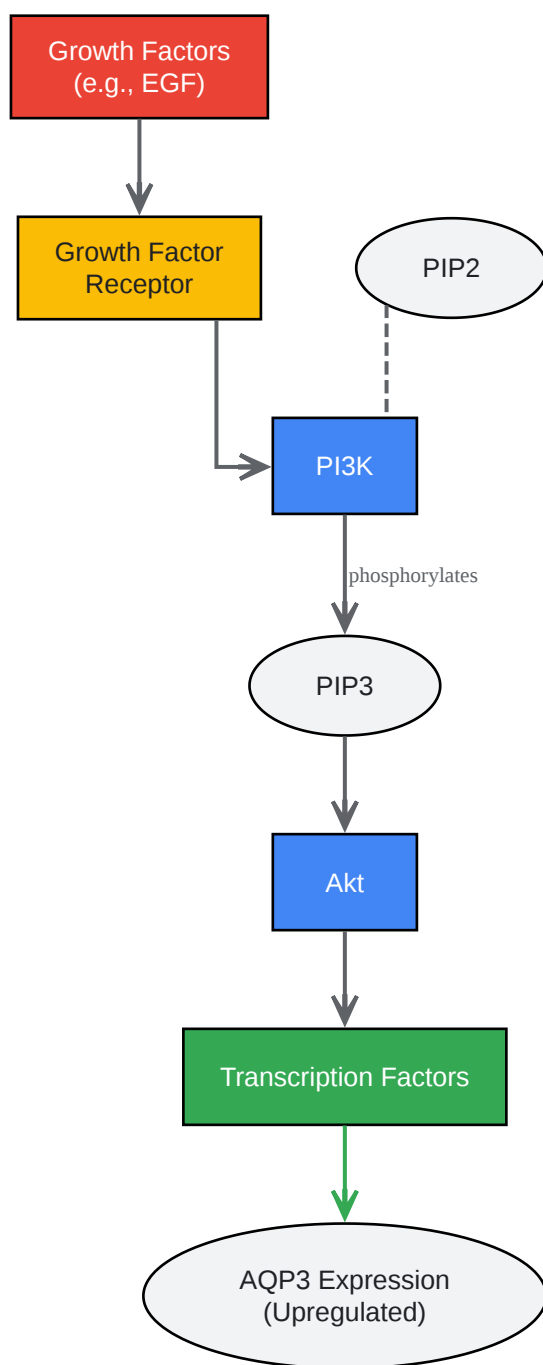 Growth Factors
(e.g., EGF)
Growth Factor
Receptor
PIP2
PI3K
phosphorylates
PIP3
Akt
Transcription Factors
AQP3 Expression
(Upregulated)